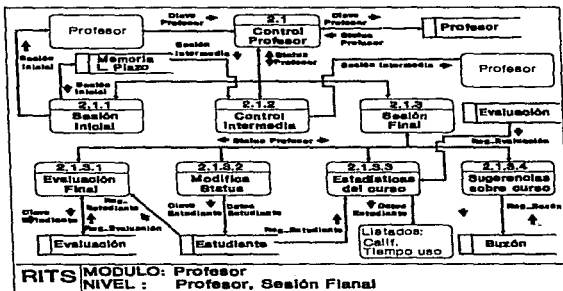 Profesor
Clave
Profesor
2.1
Control
Profesor
Clave
Profesor
Status
Profesor
Profesor
Sesión
Inicial
Memoria
L. Plazo
Sesión
Intermedia
Status
Profesor
Sesión Intermedia
Profesor
Sesión
Inicial
2.1.1
Sesión
Inicial
2.1.2
Control
Intermedia
2.1.3
Sesión
Final
Evaluación
Status Profesor
Reg. Evaluación
2.1.3.1
Evaluación
Final
2.1.3.2
Modifica
Status
2.1.3.3
Estadísticas
del curso
2.1.3.4
Sugerencias
sobre curso
Clave
Estudiante
Reg.
Estudiante
Reg. Evaluación
Clave
Estudiante
Datos
Estudiante
Reg. Estudiante
Datos
Estudiante
Reg. Buzón
Evaluación
Estudiante
Listados:
Calif.
Tiempo uso
Buzón
RITS
MODULO: Profesor
NIVEL : Profesor, Sesión Flanal